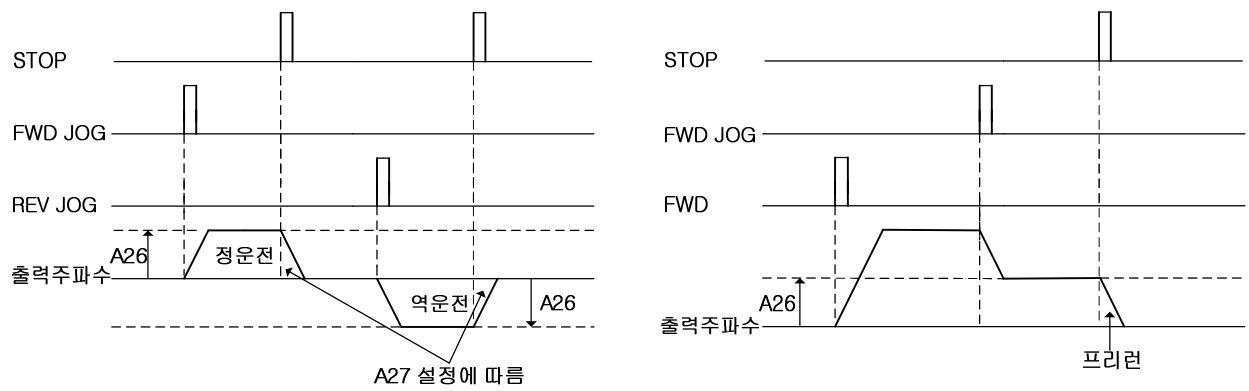 STOP
FWD JOG
REV JOG
A26
정운전
출력주파수
역운전
A26
A27 설정에 따름
STOP
FWD JOG
FWD
A26
출력주파수
프리런